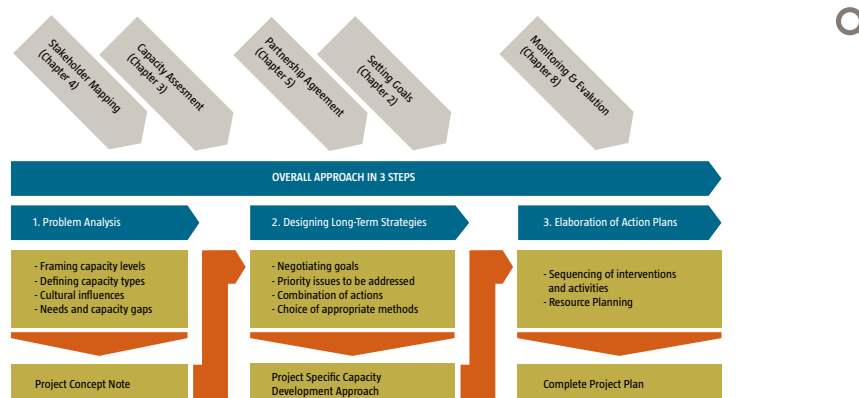 Stakeholder Mapping
(Chapter 4)
Capacity Assesment
(Chapter 3)
Partnership Agreement
(Chapter 5)
Setting Goals
(Chapter 2)
Monitoring & Evalution
(Chapter 8)
OVERALL APPROACH IN 3 STEPS
1. Problem Analysis
2. Designing Long-Term Strategies
3. Elaboration of Action Plans
- Framing capacity levels
- Defining capacity types
- Cultural influences
- Needs and capacity gaps
- Negotiating goals
- Priority issues to be addressed
- Combination of actions
- Choice of appropriate methods
- Sequencing of interventions
and activities
- Resource Planning
Project Concept Note
Project Specific Capacity
Development Approach
Complete Project Plan